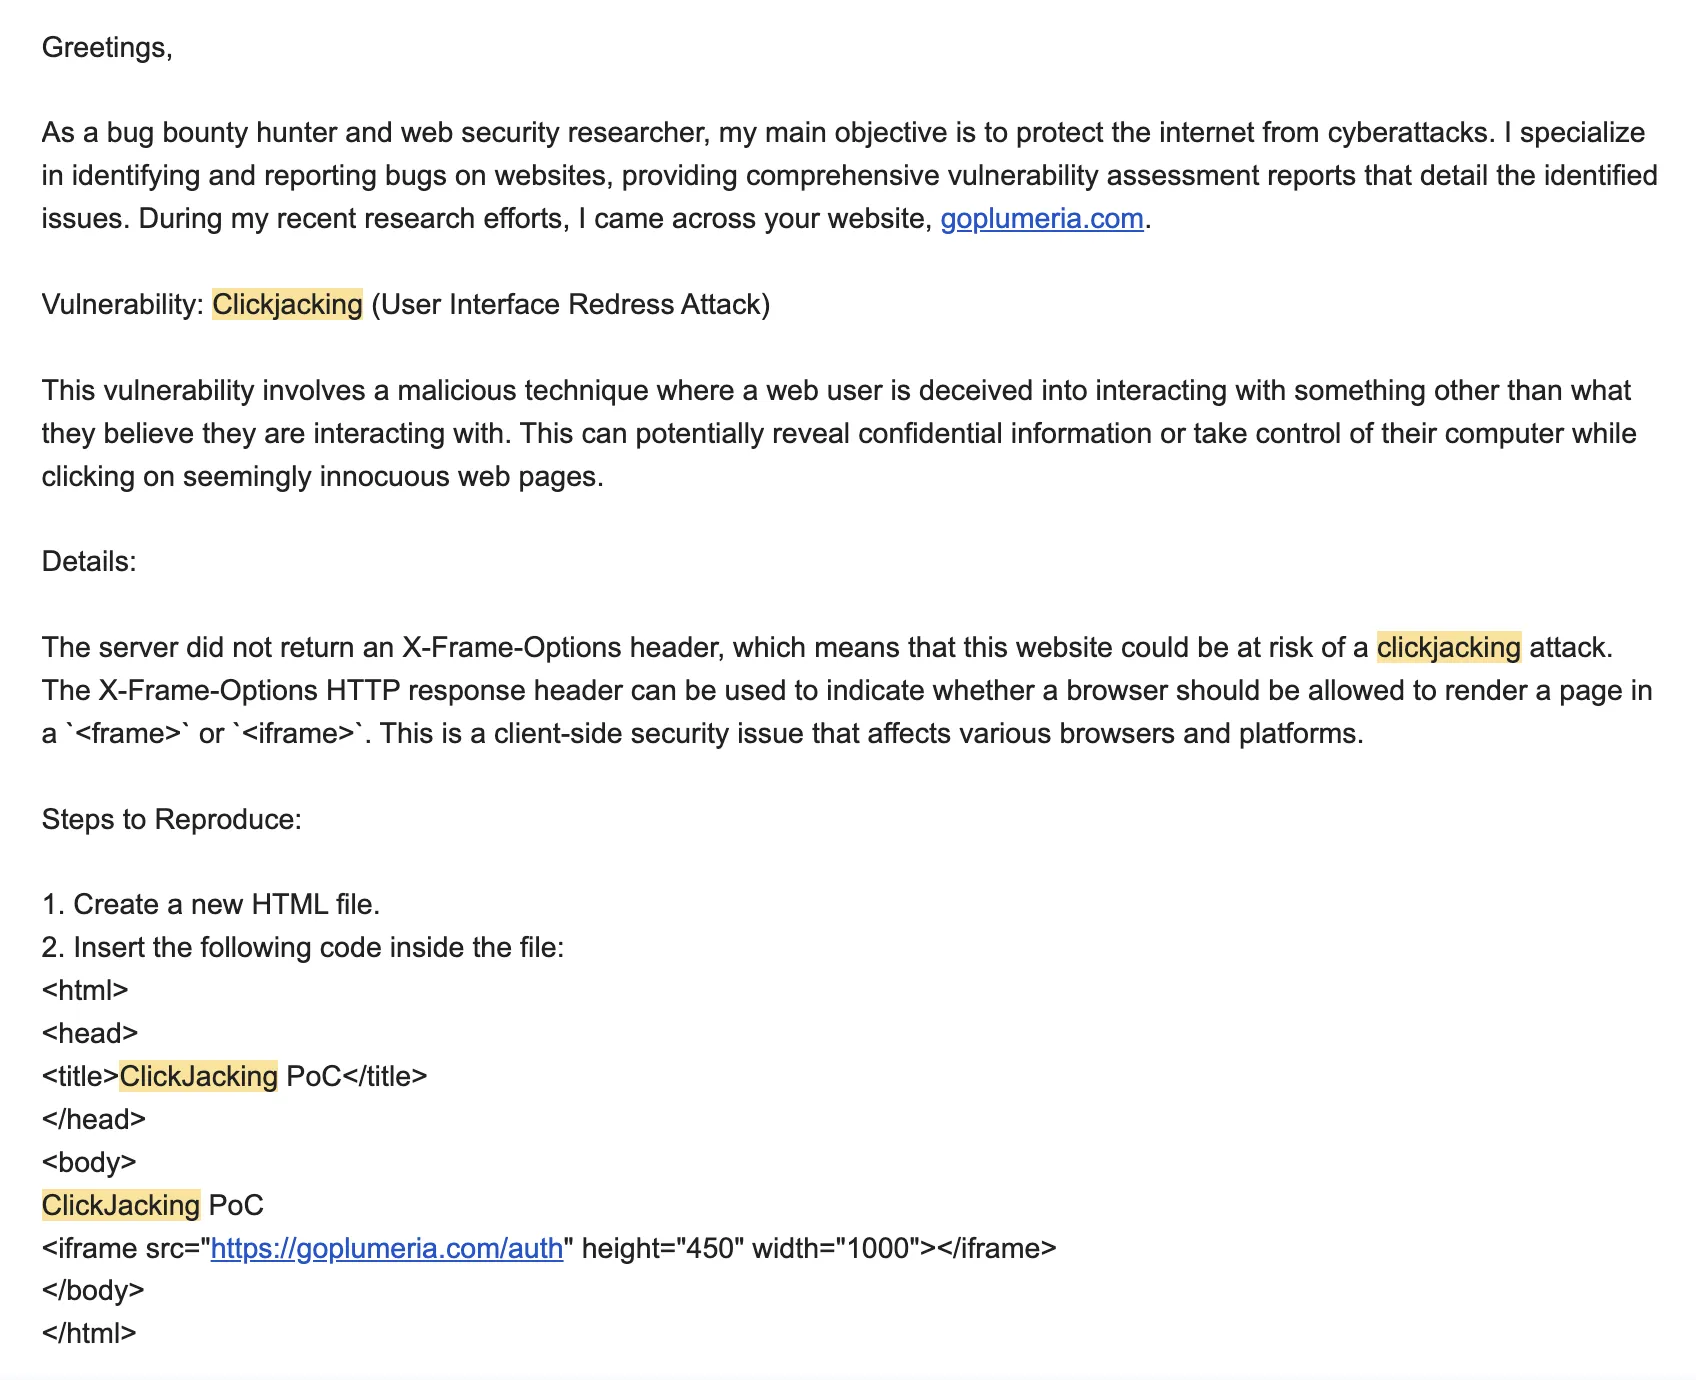 Greetings,
As a bug bounty hunter and web security researcher, my main objective is to protect the internet from cyberattacks. I specialize
in identifying and reporting bugs on websites, providing comprehensive vulnerability assessment reports that detail the identified
issues. During my recent research efforts, I came across your website, goplumeria.com.
Vulnerability: Clickjacking (User Interface Redress Attack)
This vulnerability involves a malicious technique where a web user is deceived into interacting with something other than what
they believe they are interacting with. This can potentially reveal confidential information or take control of their computer while
clicking on seemingly innocuous web pages.
Details:
The server did not return an X-Frame-Options header, which means that this website could be at risk of a clickjacking attack.
The X-Frame-Options HTTP response header can be used to indicate whether a browser should be allowed to render a page in
a `<frame>` or `<iframe>`. This is a client-side security issue that affects various browsers and platforms.
Steps to Reproduce:
1. Create a new HTML file.
2. Insert the following code inside the file:
<html>
<head>
<title>ClickJacking PoC</title>
</head>
<body>
ClickJacking PoC
<iframe src="https://goplumeria.com/auth" height="450" width="1000"></iframe>
</body>
</html>